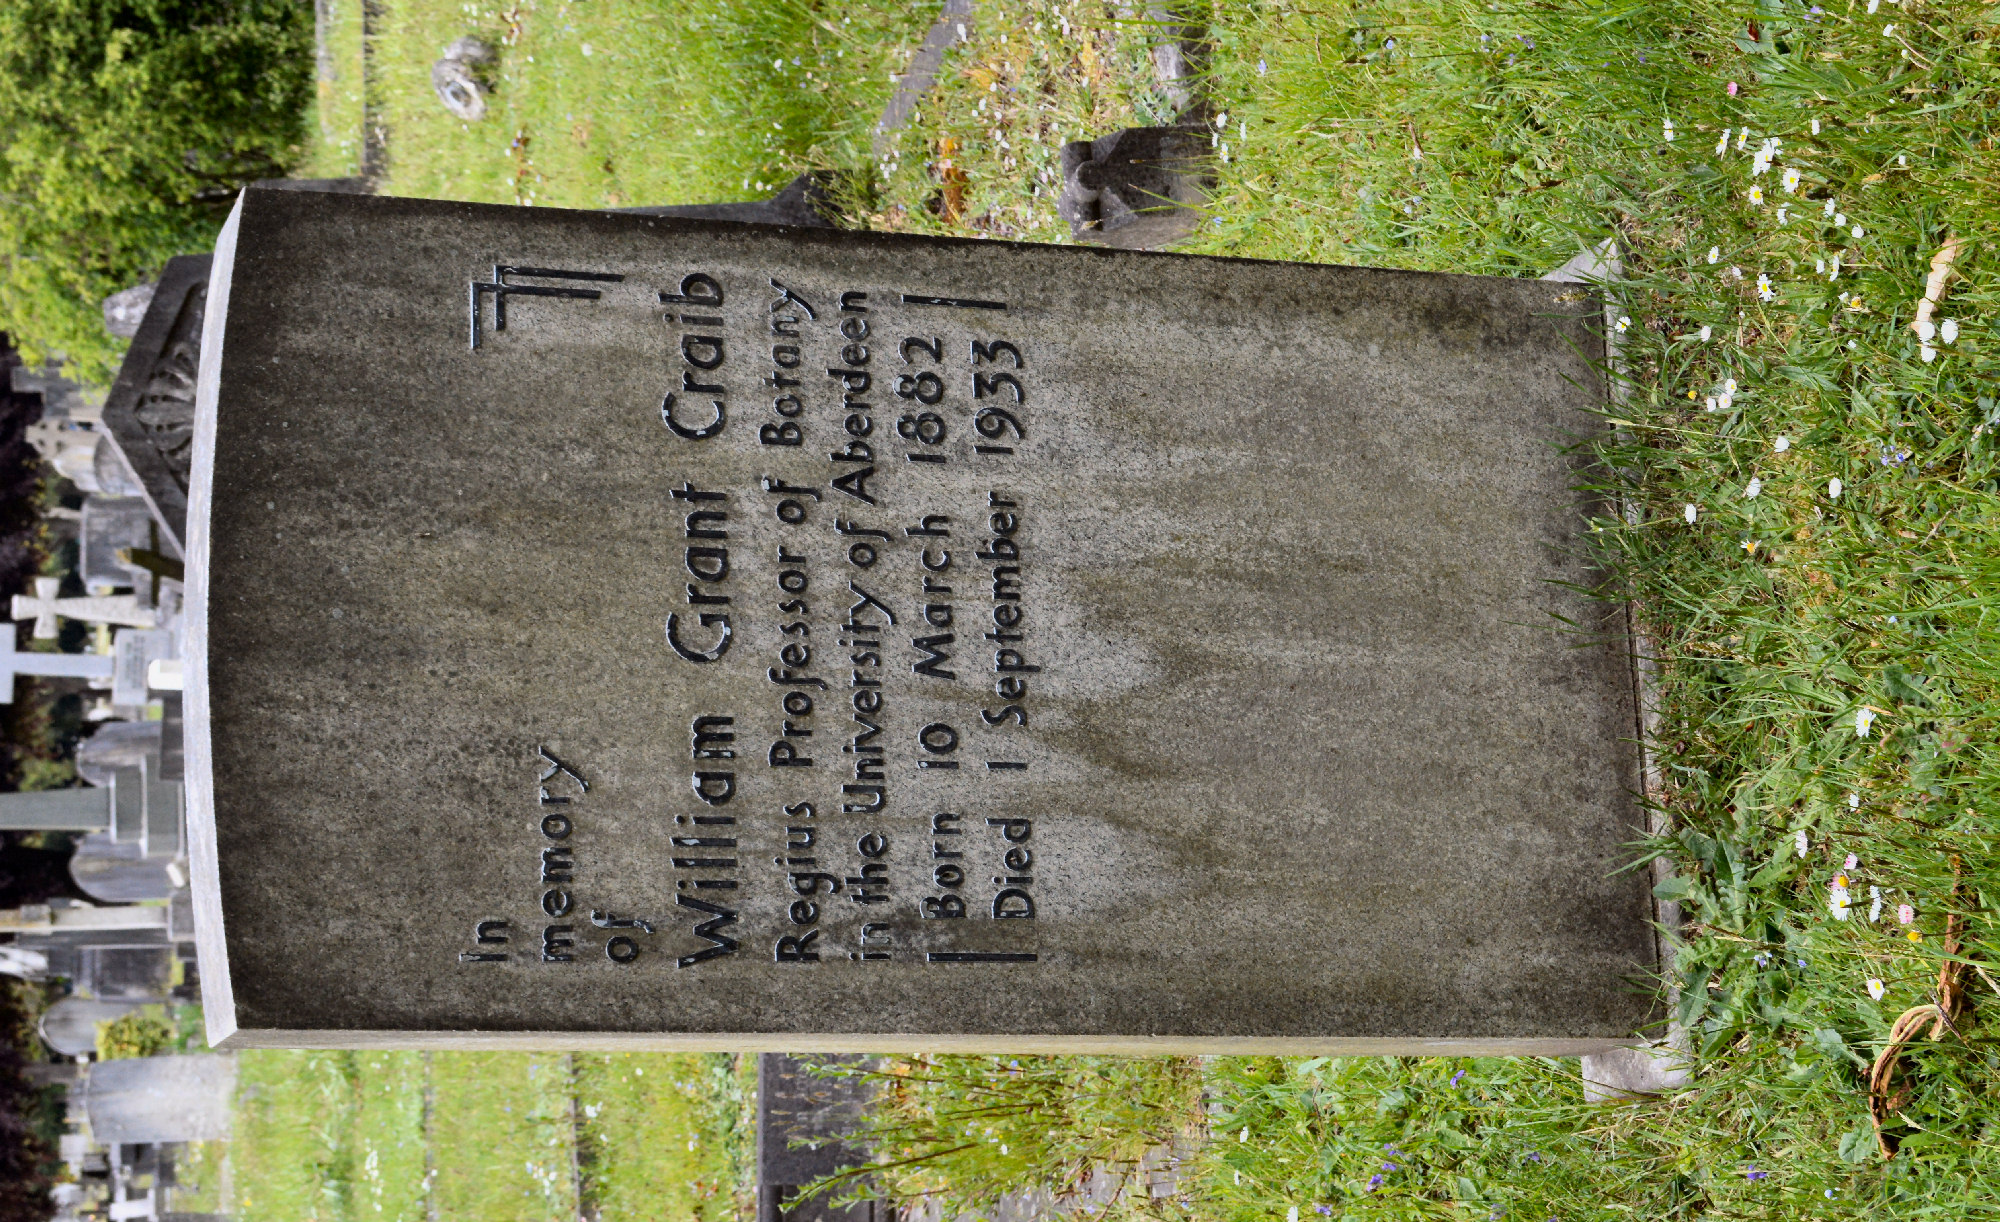 In
memory
of
William Grant Craib
Regius Professor of Botany
in the University of Aberdeen
Born 10 March 1882
Died 1 September 1933